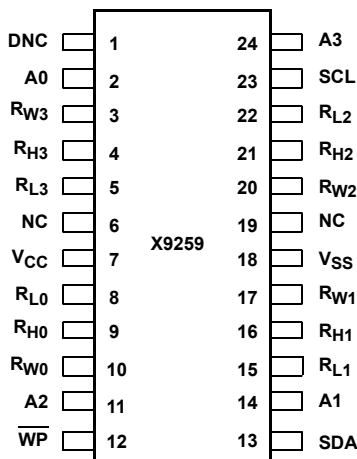 DNC 1 24 A3
A0 2 23 SCL
RW3 3 22 RL2
RH3 4 21 RH2
RL3 5 20 RW2
NC 6 19 NC
X9259
VCC 7 18 VSS
RL0 8 17 RW1
RH0 9 16 RH1
RW0 10 15 RL1
A2 11 14 A1
W̅P̅ 12 13 SDA